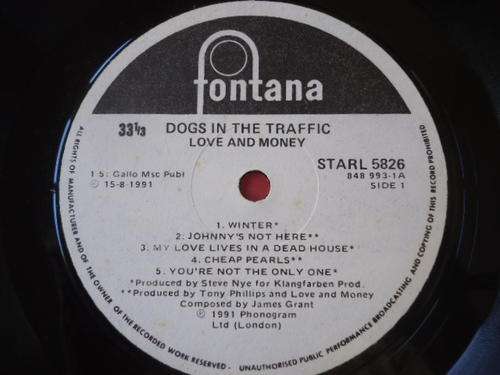 fontana
33⅓
DOGS IN THE TRAFFIC
LOVE AND MONEY
STARL 5826
848 993-1A
SIDE 1
1 5: Gallo Msc Publ
℗ 15-8-1991
1. WINTER*
2. JOHNNY'S NOT HERE**
3. MY LOVE LIVES IN A DEAD HOUSE*
4. CHEAP PEARLS**
5. YOU'RE NOT THE ONLY ONE*
*Produced by Steve Nye for Klangfarben Prod.
**Produced by Tony Phillips and Love and Money
Composed by James Grant
℗ 1991 Phonogram
Ltd (London)
ALL RIGHTS OF MANUFACTURER AND OF THE OWNER OF THE RECORDED WORK RESERVED - UNAUTHORISED PUBLIC PERFORMANCE BROADCASTING AND COPYING OF THIS RECORD PROHIBITED